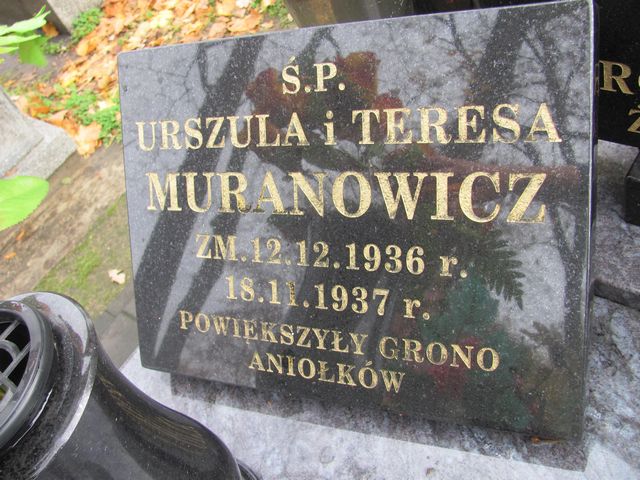 Ś.P.
URSZULA i TERESA
MURANOWICZ
ZM.12.12.1936 r.
18.11.1937 r.
POWIĘKSZYŁY GRONO
ANIOŁKÓW